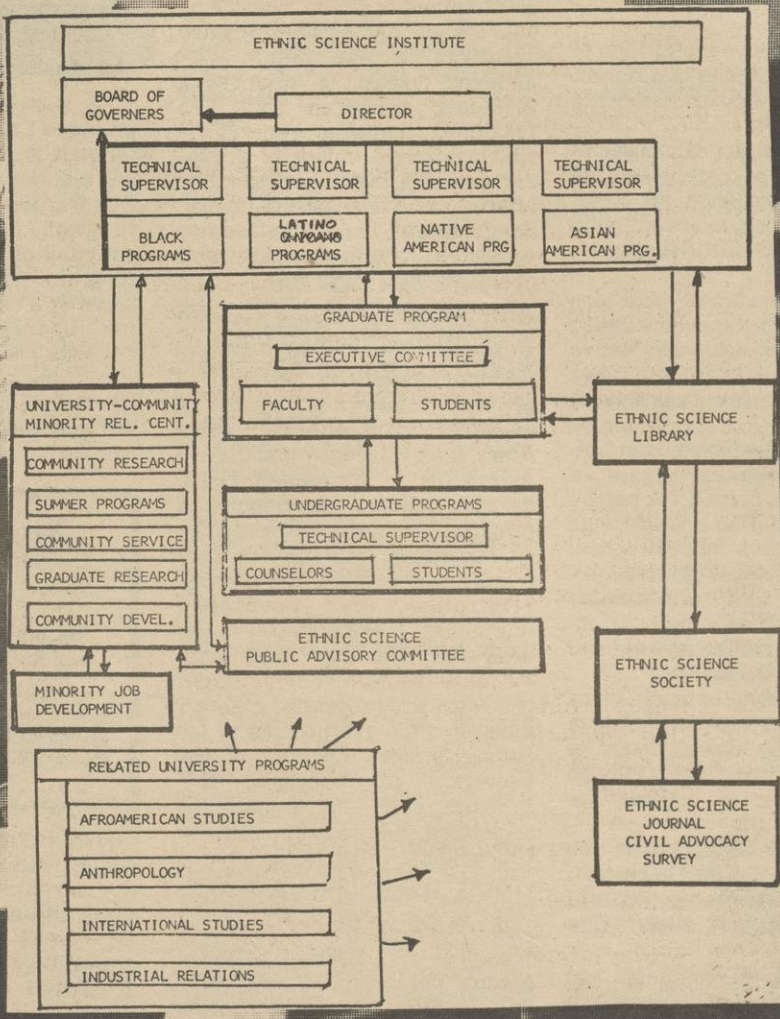 ETHNIC SCIENCE INSTITUTE
BOARD OF
GOVERNERS
DIRECTOR
TECHNICAL
SUPERVISOR
TECHNICAL
SUPERVISOR
TECHNICAL
SUPERVISOR
TECHNICAL
SUPERVISOR
BLACK
PROGRAMS
LATINO
PROGRAMS
NATIVE
AMERICAN PRG.
ASIAN
AMERICAN PRG.
GRADUATE PROGRAM
EXECUTIVE COMMITTEE
FACULTY
STUDENTS
UNIVERSITY-COMMUNITY
MINORITY REL. CENT.
COMMUNITY RESEARCH
SUMMER PROGRAMS
COMMUNITY SERVICE
GRADUATE RESEARCH
COMMUNITY DEVEL.
ETHNIC SCIENCE
LIBRARY
UNDERGRADUATE PROGRAMS
TECHNICAL SUPERVISOR
COUNSELORS
STUDENTS
ETHNIC SCIENCE
PUBLIC ADVISORY COMMITTEE
ETHNIC SCIENCE
SOCIETY
MINORITY JOB
DEVELOPMENT
RELATED UNIVERSITY PROGRAMS
AFROAMERICAN STUDIES
ANTHROPOLOGY
INTERNATIONAL STUDIES
INDUSTRIAL RELATIONS
ETHNIC SCIENCE
JOURNAL
CIVIL ADVOCACY
SURVEY